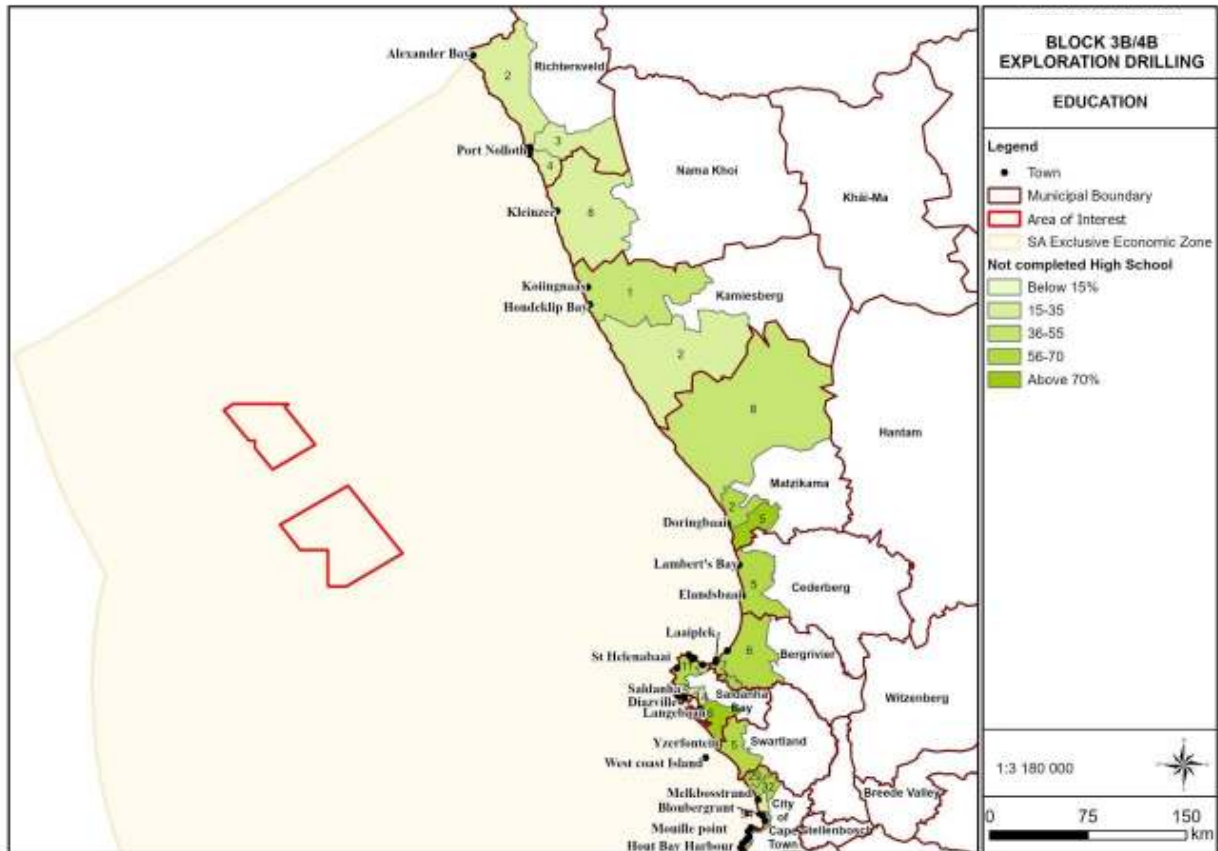 Alexander Bay
2
Richtersveld
3
Port Nolloth
4
Nama Khoi
Khâi-Ma
Kleinzee
8
Koiingnaas
1
Kamiesberg
Hondeklip Bay
2
8
Hantam
Matzikama
2
5
Doringbaai
Lambert's Bay
5
Cederberg
Elandsbaai
Laaiplek
6
Bergrivier
St Helenabaai
Witzenberg
Saldanha
Saldanha
Bay
Diazville
Langebaan
Yzerfontein
5
Swartland
West coast Island
Melkbosstrand
Breede Valley
Bloubergrant
City
of
Cape
Town
Stellenbosch
Mouille point
Hout Bay Harbour
BLOCK 3B/4B
EXPLORATION DRILLING
EDUCATION
Legend
Town
Municipal Boundary
Area of Interest
SA Exclusive Economic Zone
Not completed High School
Below 15%
15-35
36-55
56-70
Above 70%
1:3 180 000
0 75 150
km